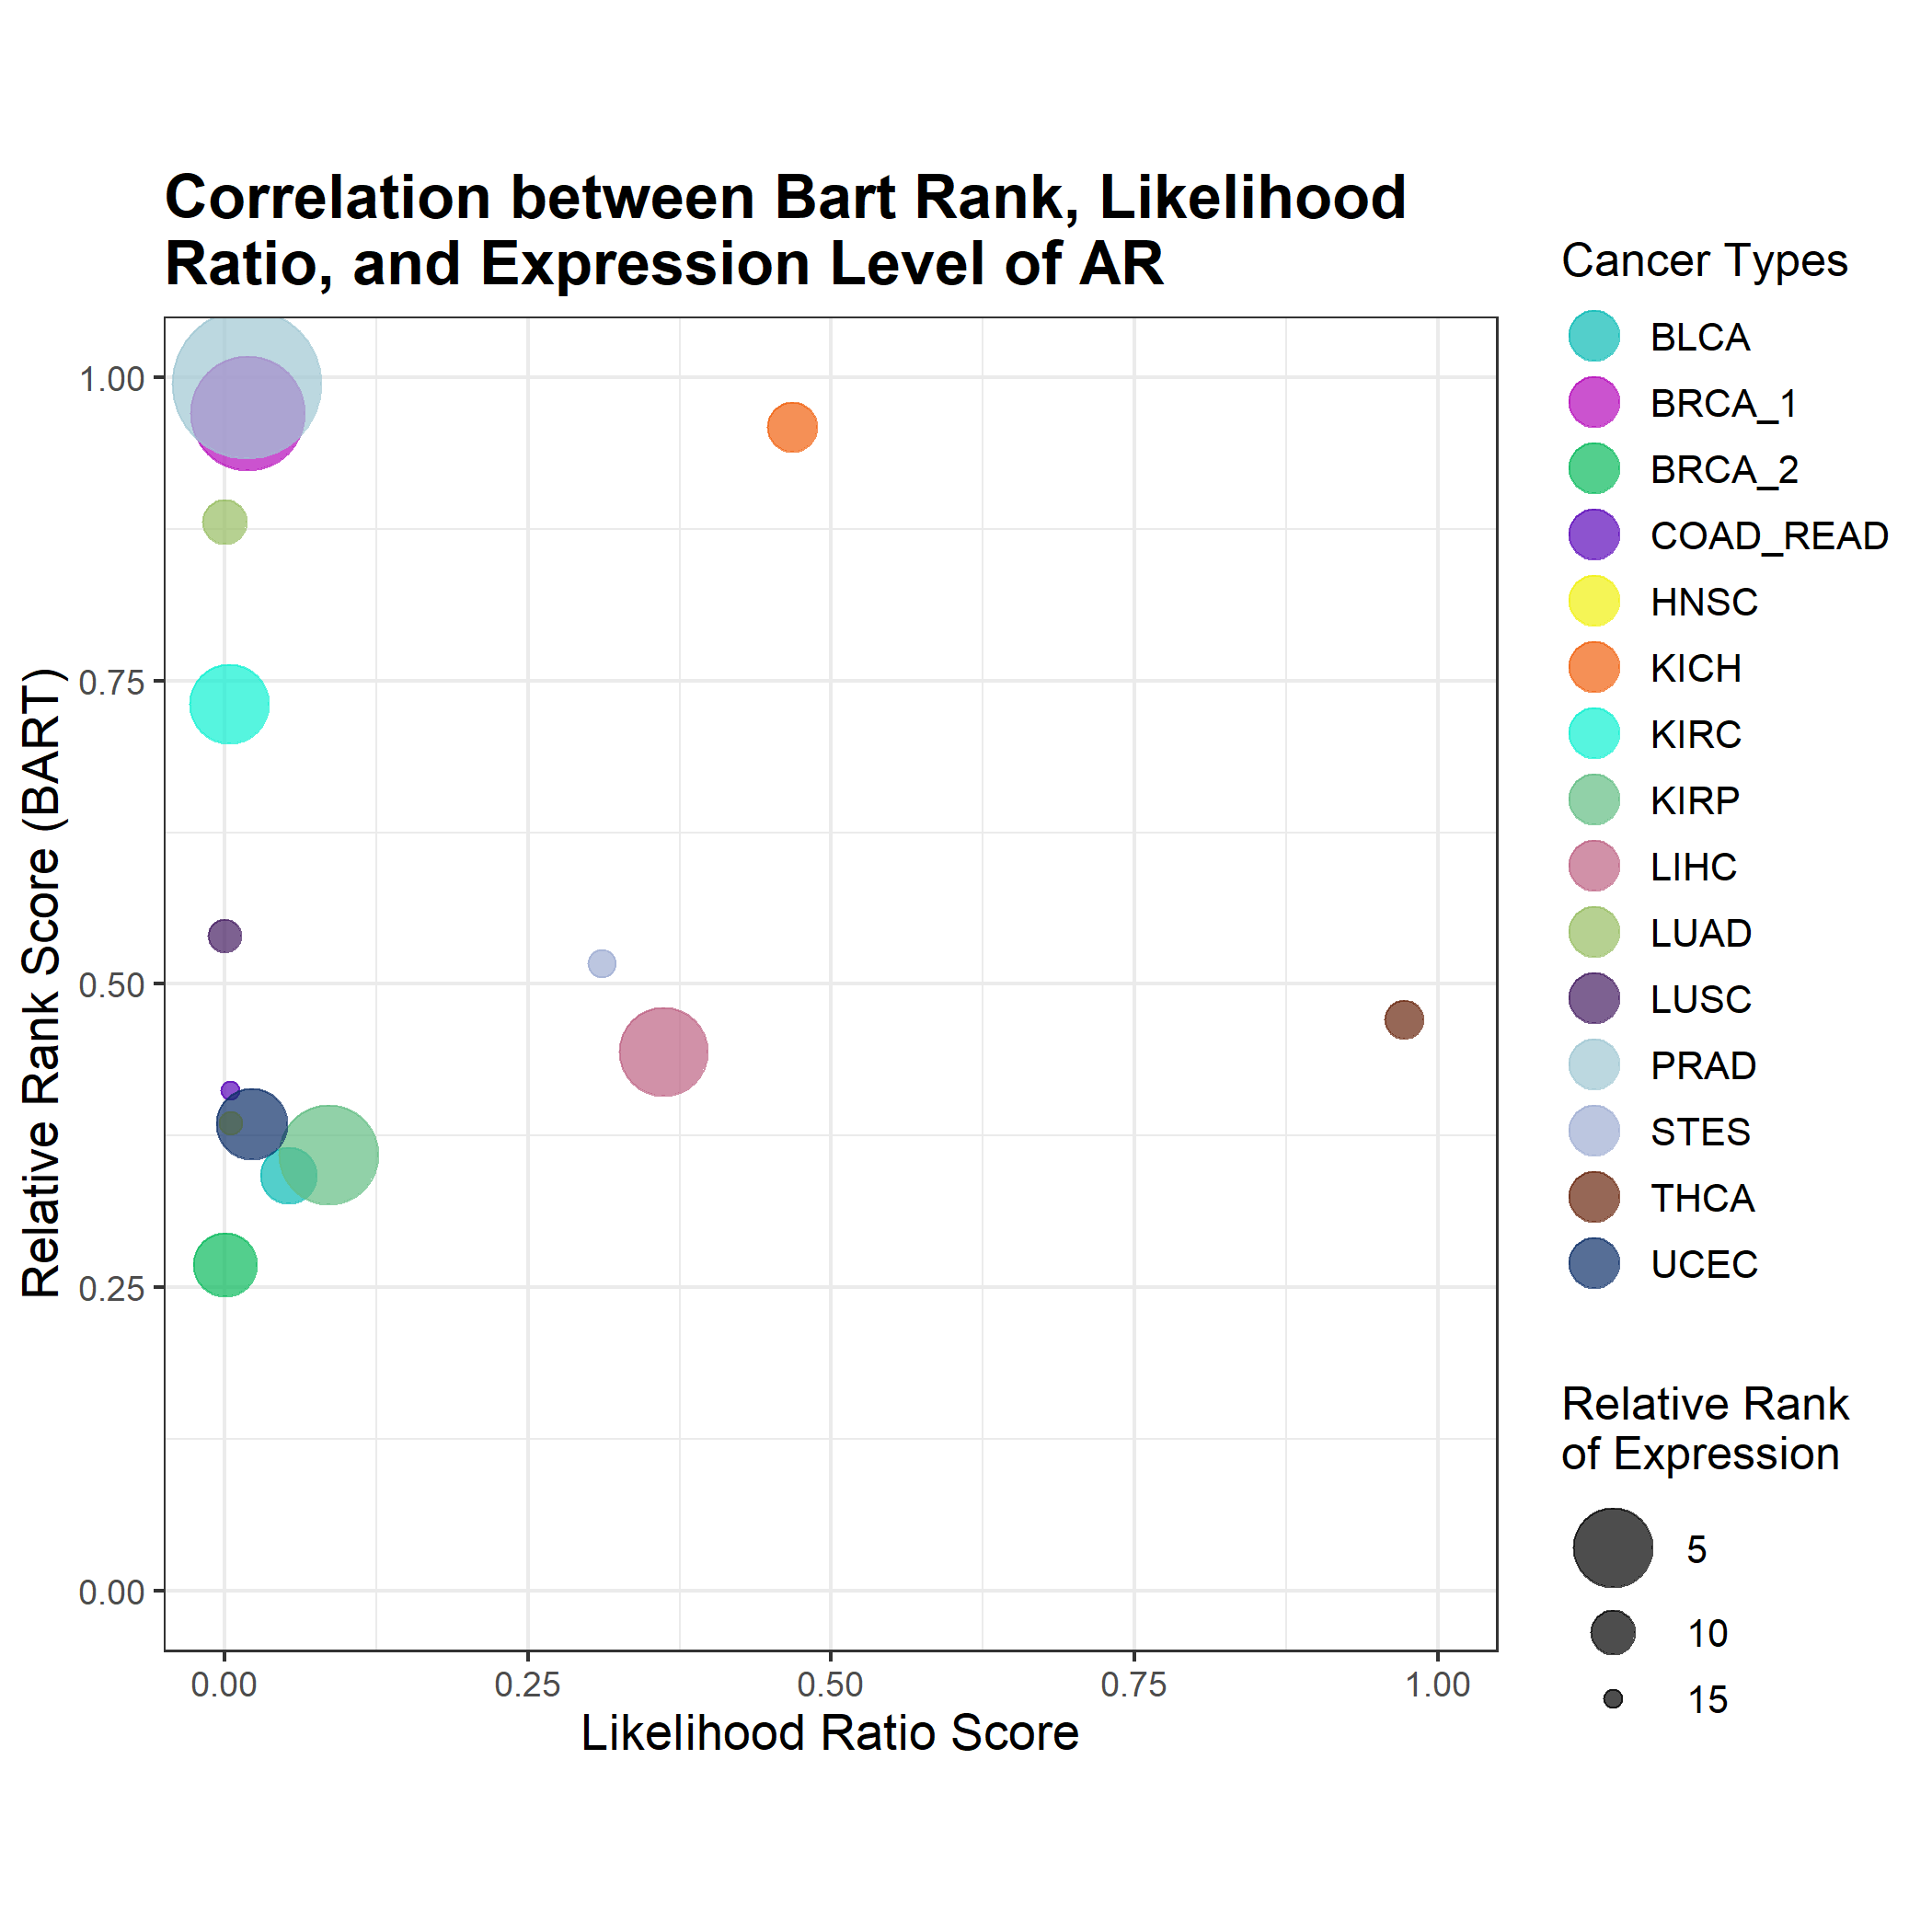 Correlation between Bart Rank, Likelihood
Ratio, and Expression Level of AR
Relative Rank Score (BART)
1.00
0.75
0.50
0.25
0.00
0.00 0.25 0.50 0.75 1.00
Likelihood Ratio Score
Cancer Types
BLCA
BRCA_1
BRCA_2
COAD_READ
HNSC
KICH
KIRC
KIRP
LIHC
LUAD
LUSC
PRAD
STES
THCA
UCEC
Relative Rank
of Expression
5
10
15